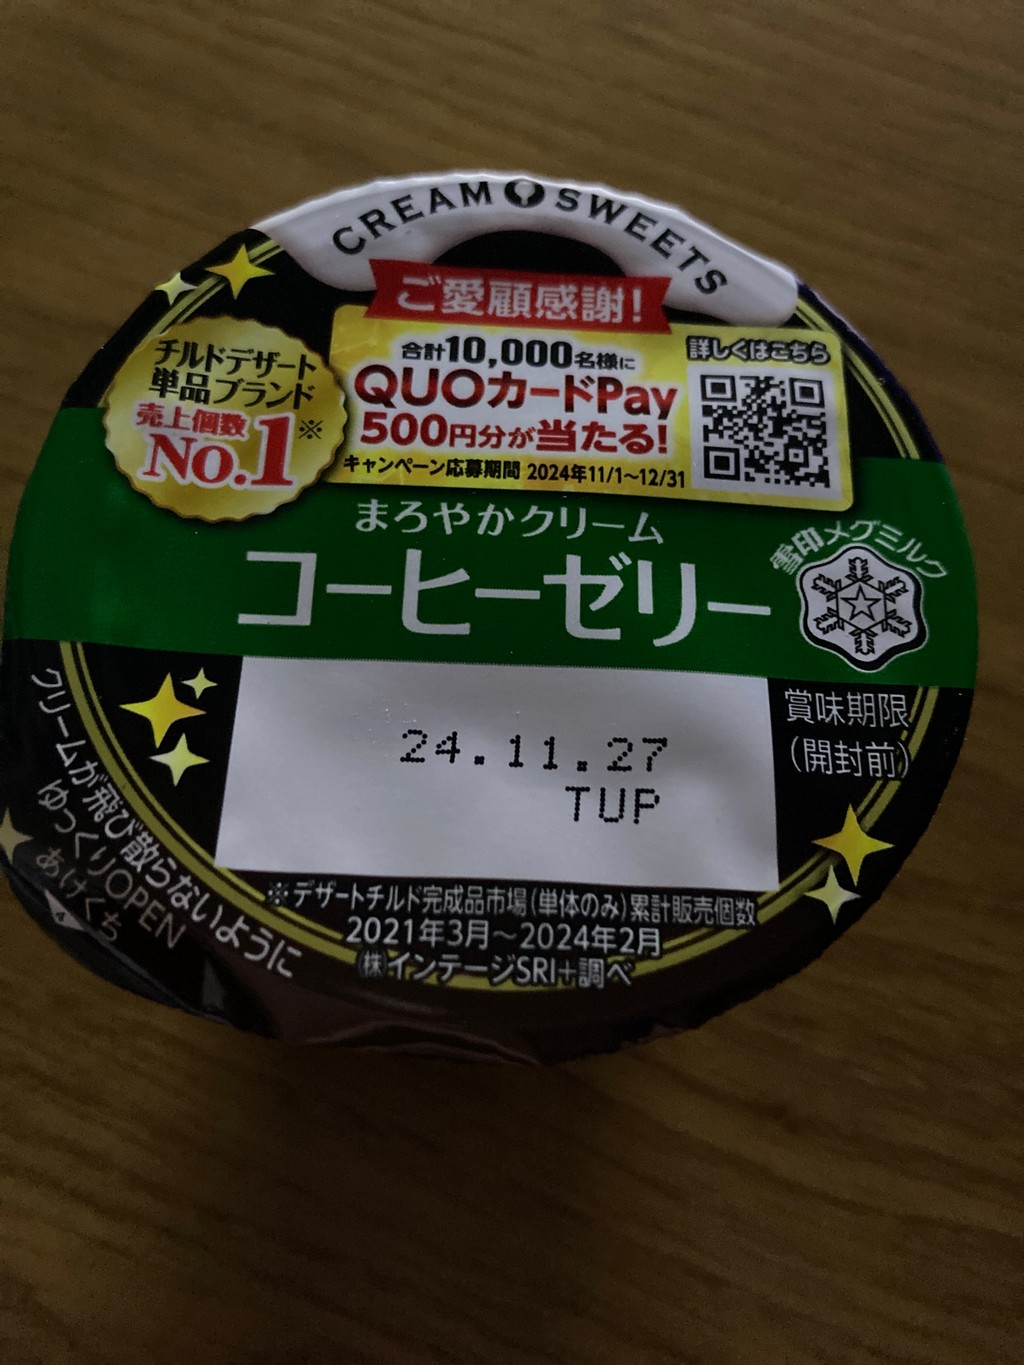 CREAM SWEETS
ご愛顧感謝!
チルドデザート
単品ブランド
売上個数
No.1※
合計10,000名様に
QUOカードPay
500円分が当たる!
キャンペーン応募期間 2024年11/1〜12/31
詳しくはこちら
まろやかクリーム
コーヒーゼリー
雪印メグミルク
賞味期限
(開封前)
24.11.27
TUP
クリームが飛び散らないように
ゆっくりOPEN
あけくち
※デザートチルド完成品市場(単体のみ)累計販売個数
2021年3月〜2024年2月
㈱インテージSRI+調べ